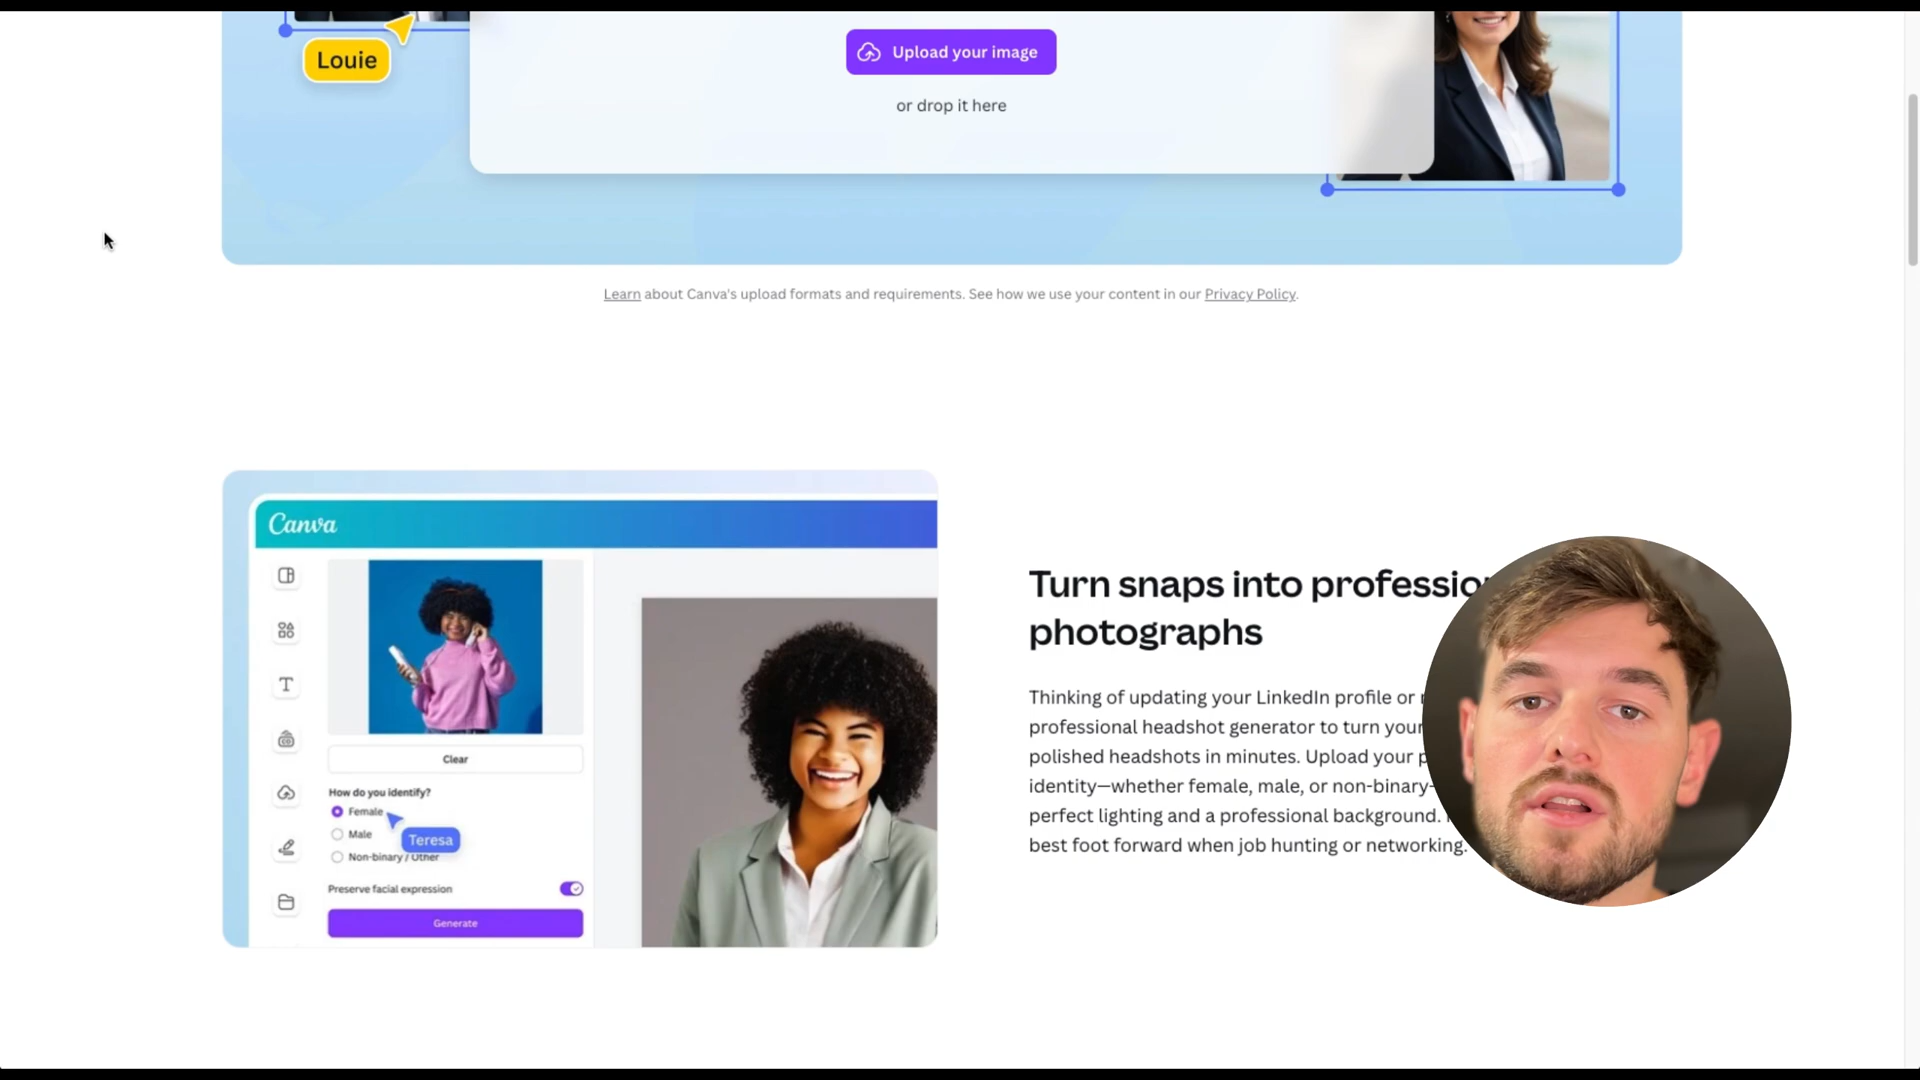 Louie
Upload your image
or drop it here
Learn about Canva's upload formats and requirements. See how we use your content in our Privacy Policy.
Canva
Clear
How do you identify?
Female
Teresa
Male
Non-binary / Other
Preserve facial expression
Generate
Turn snaps into
photographs
Thinking of updating your LinkedIn profile or
professional headshot generator to turn your
polished headshots in minutes. Upload your
identity—whether female, male, or non-binary—
perfect lighting and a professional background.
best foot forward when job hunting or networking.